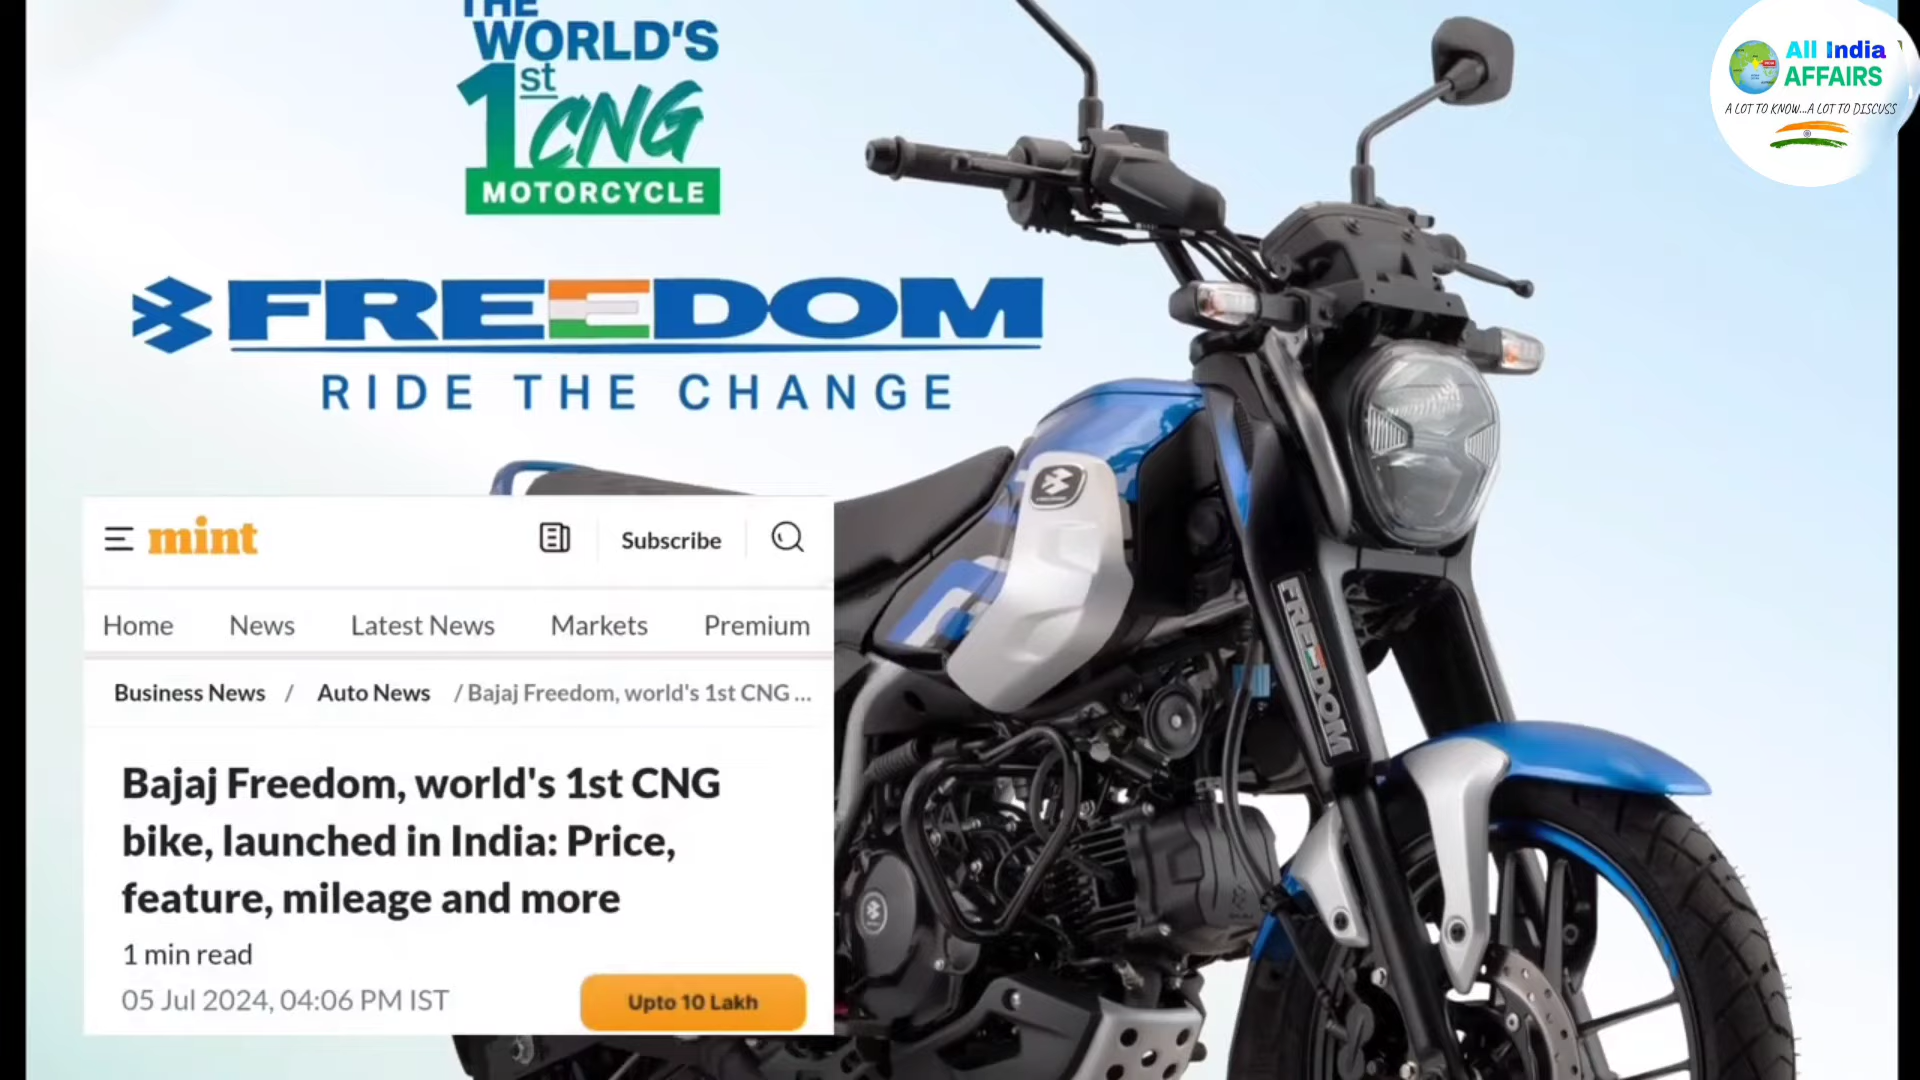 THE
WORLD'S
1st CNG
MOTORCYCLE
FREEDOM
RIDE THE CHANGE
All India
AFFAIRS
A LOT TO KNOW...A LOT TO DISCUSS
mint
Subscribe
Home News Latest News Markets Premium
Business News / Auto News / Bajaj Freedom, world's 1st CNG ...
Bajaj Freedom, world's 1st CNG
bike, launched in India: Price,
feature, mileage and more
1 min read
05 Jul 2024, 04:06 PM IST
Upto 10 Lakh
FREEDOM